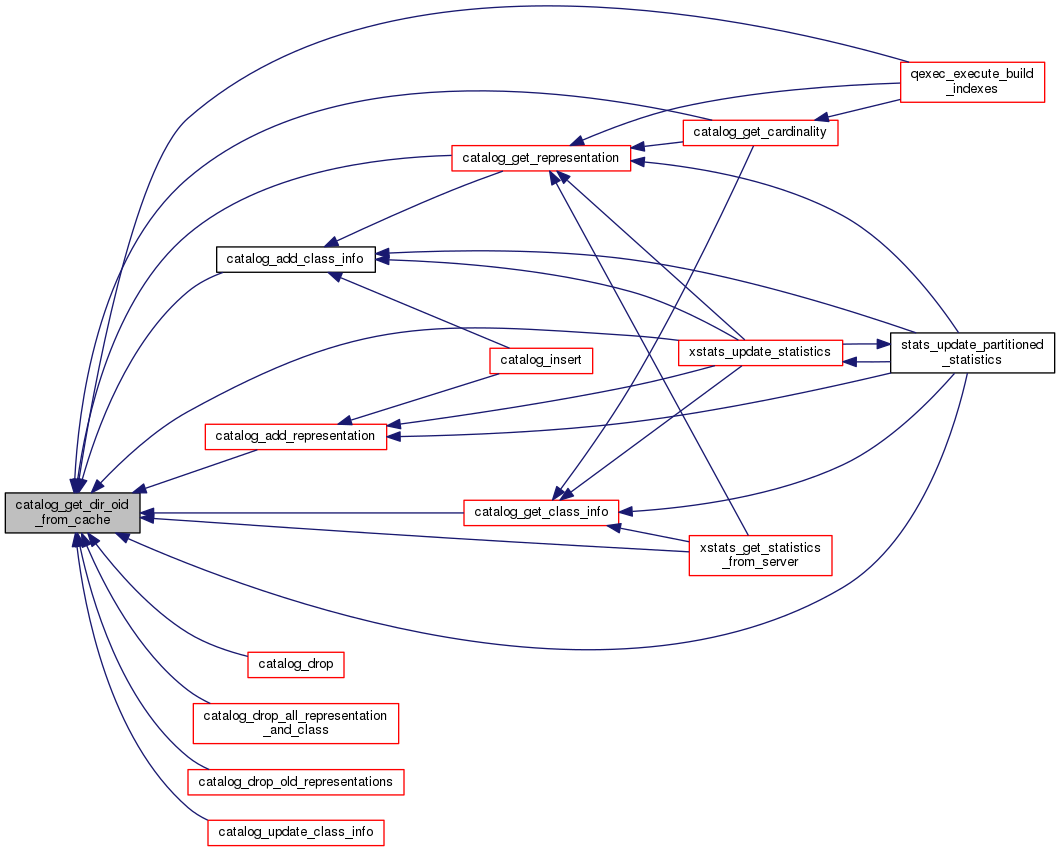 qexec_execute_build
_indexes
catalog_get_cardinality
catalog_get_representation
catalog_add_class_info
stats_update_partitioned
_statistics
xstats_update_statistics
catalog_insert
catalog_add_representation
catalog_get_dir_oid
_from_cache
catalog_get_class_info
xstats_get_statistics
_from_server
catalog_drop
catalog_drop_all_representation
_and_class
catalog_drop_old_representations
catalog_update_class_info